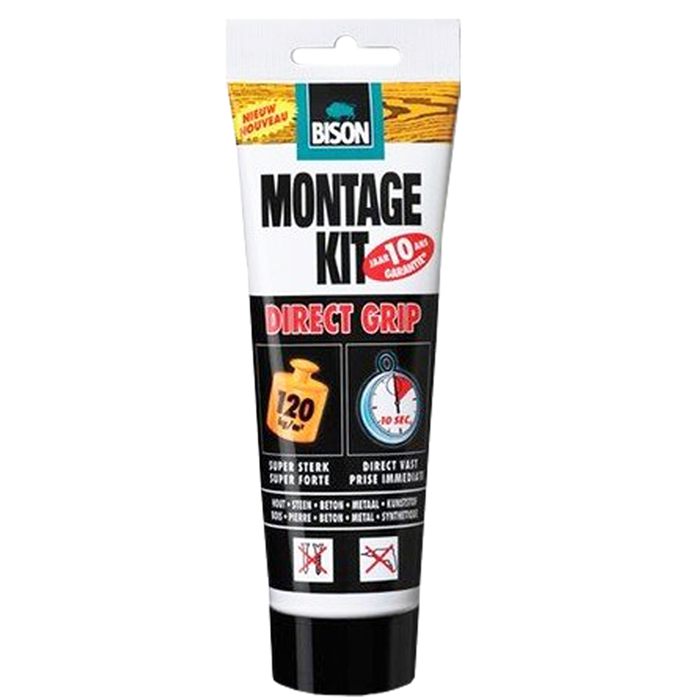 NIEUW
NOUVEAU
BISON
MONTAGE
KIT
JAAR 10 ANS
GARANTIE*
DIRECT GRIP
120
kg/m²
10 SEC.
SUPER STERK
SUPER FORTE
DIRECT VAST
PRISE IMMEDIATE
HOUT • STEEN • BETON • METAAL • KUNSTSTOF
BOIS • PIERRE • BETON • METAL • SYNTHETIQUE